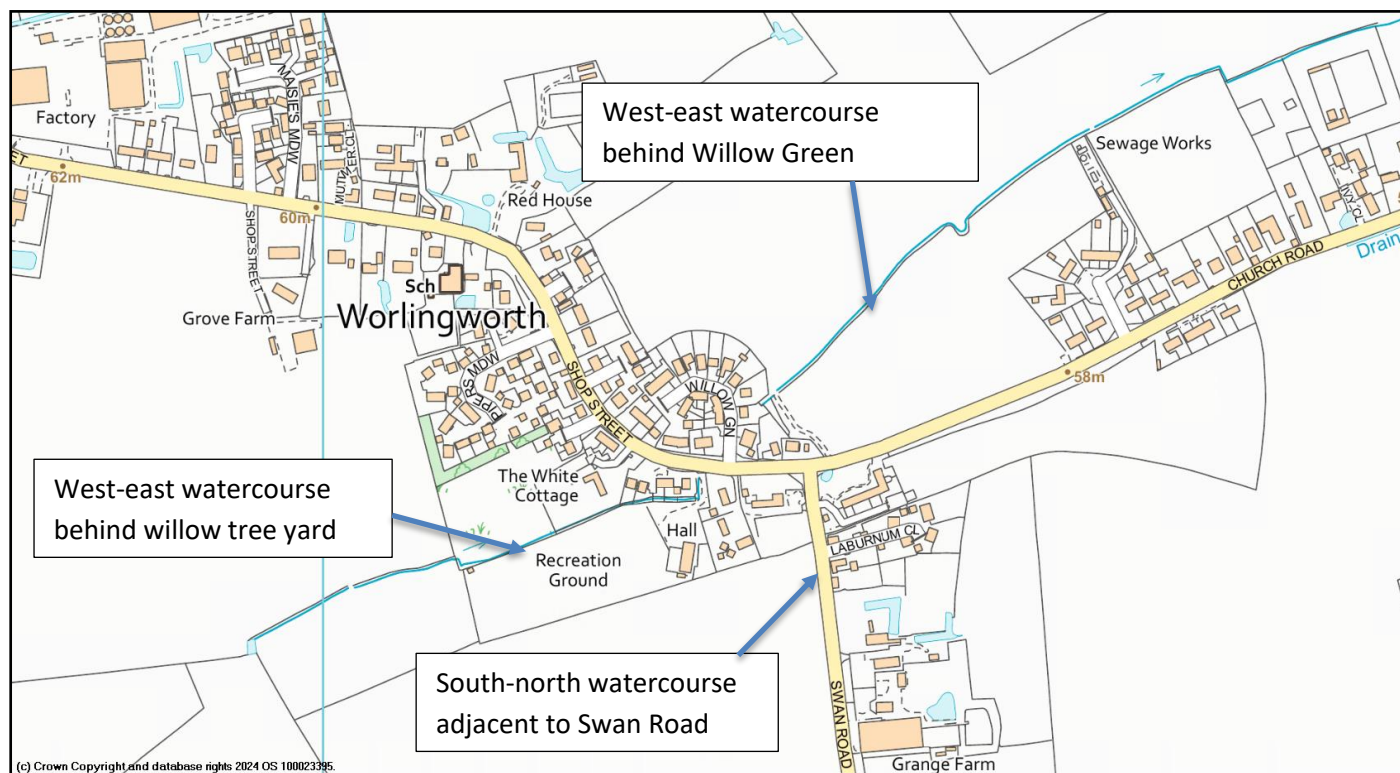 West-east watercourse
behind Willow Green
Sewage Works
Factory
MAISIE'S MDW
62m
60m
SHOP STREET
Red House
IVY CL
CHURCH ROAD
Drain
Sch
Worlingworth
Grove Farm
PIPERS MDW
SHOP STREET
WILLOW GN
58m
West-east watercourse
behind willow tree yard
The White
Cottage
Hall
Recreation
Ground
LABURNUM CL
South-north watercourse
adjacent to Swan Road
SWAN ROAD
Grange Farm
(c) Crown Copyright and database rights 2024 OS 100023395.